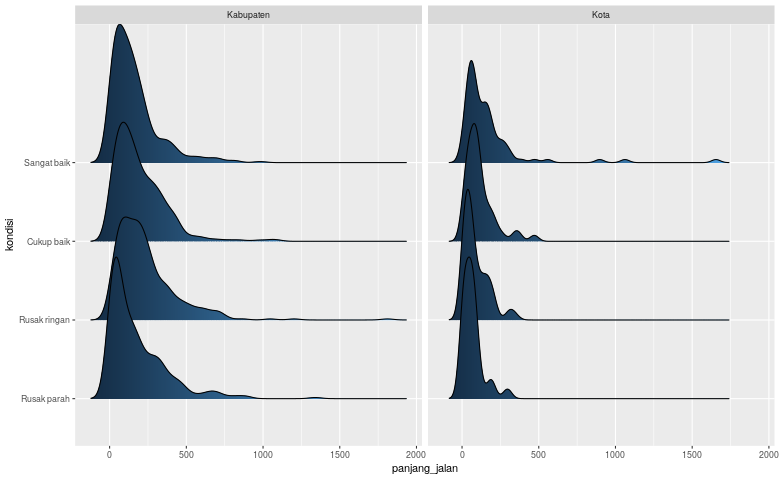 Kabupaten
Kota
kondisi
Sangat baik
Cukup baik
Rusak ringan
Rusak parah
0 500 1000 1500 2000
0 500 1000 1500 2000
panjang_jalan